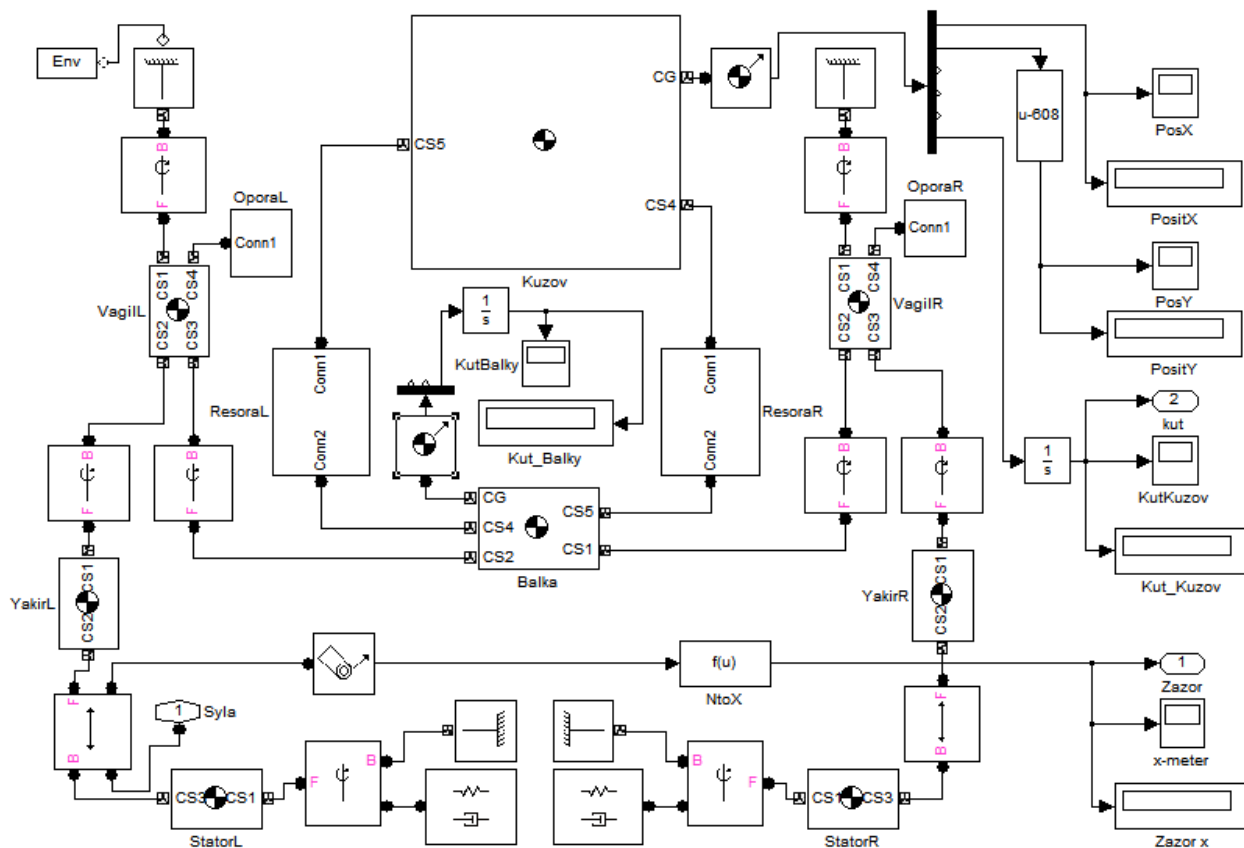 Env
CG
CS5
CS4
Kuzov
B
F
OporaL
Conn1
CS1
CS4
CS2
CS3
VagilL
B
F
OporaR
Conn1
CS1
CS4
CS2
CS3
VagilR
u-608
PosX
PositX
PosY
PositY
1
s
KutBalky
Kut_Balky
Conn1
Conn2
ResoraL
Conn1
Conn2
ResoraR
B
F
B
F
B
F
B
F
CG
CS4
CS2
CS5
CS1
Balka
1
s
2
kut
KutKuzov
Kut_Kuzov
YakirL
CS1
CS2
YakirR
CS1
CS2
F
B
1
Syla
f(u)
NtoX
F
B
1
Zazor
x-meter
Zazor x
CS3
CS1
StatorL
F
B
B
F
CS1
CS3
StatorR